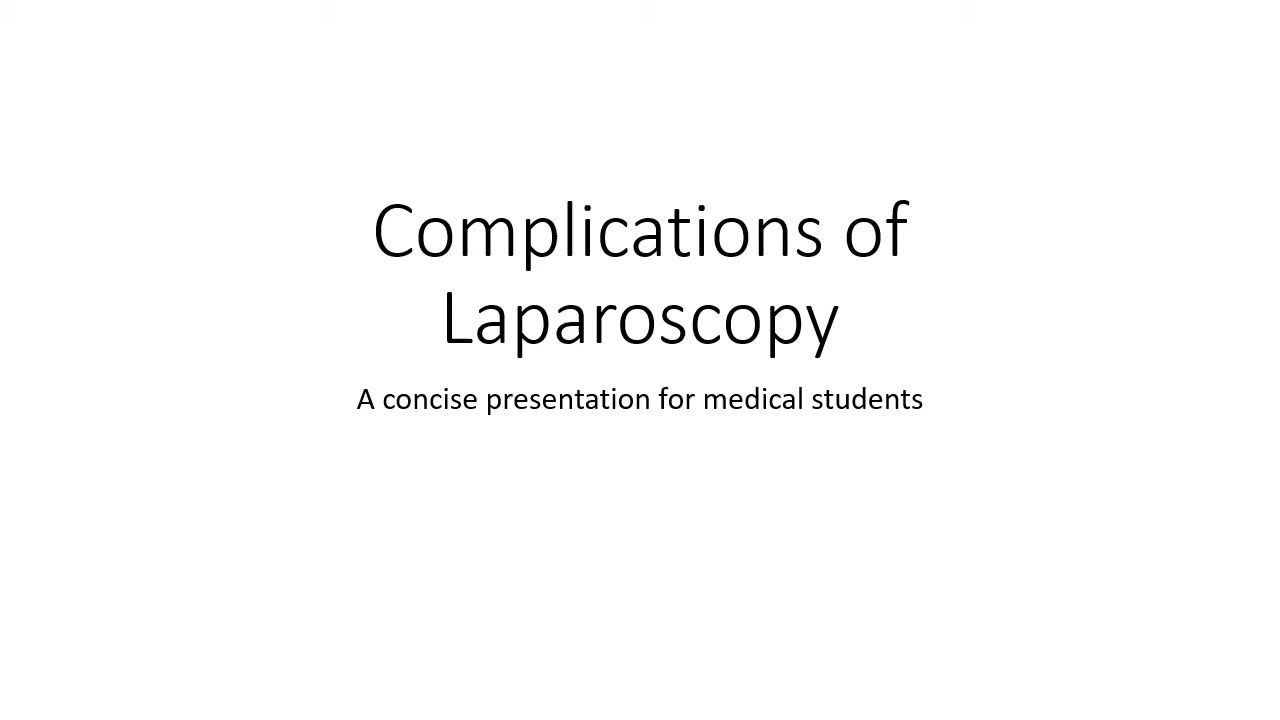 Complications of
Laparoscopy
A concise presentation for medical students